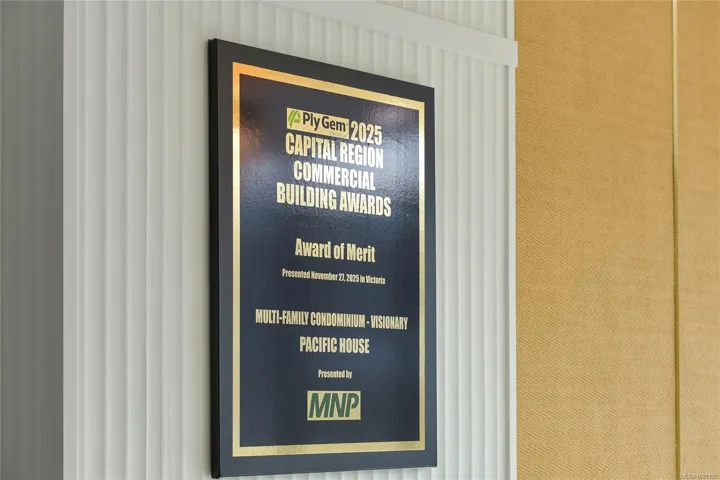 Ply Gem 2025
CAPITAL REGION
COMMERCIAL
BUILDING AWARDS
Award of Merit
Presented November 27, 2025 in Victoria
MULTI-FAMILY CONDOMINIUM - VISIONARY
PACIFIC HOUSE
Presented by
MNP